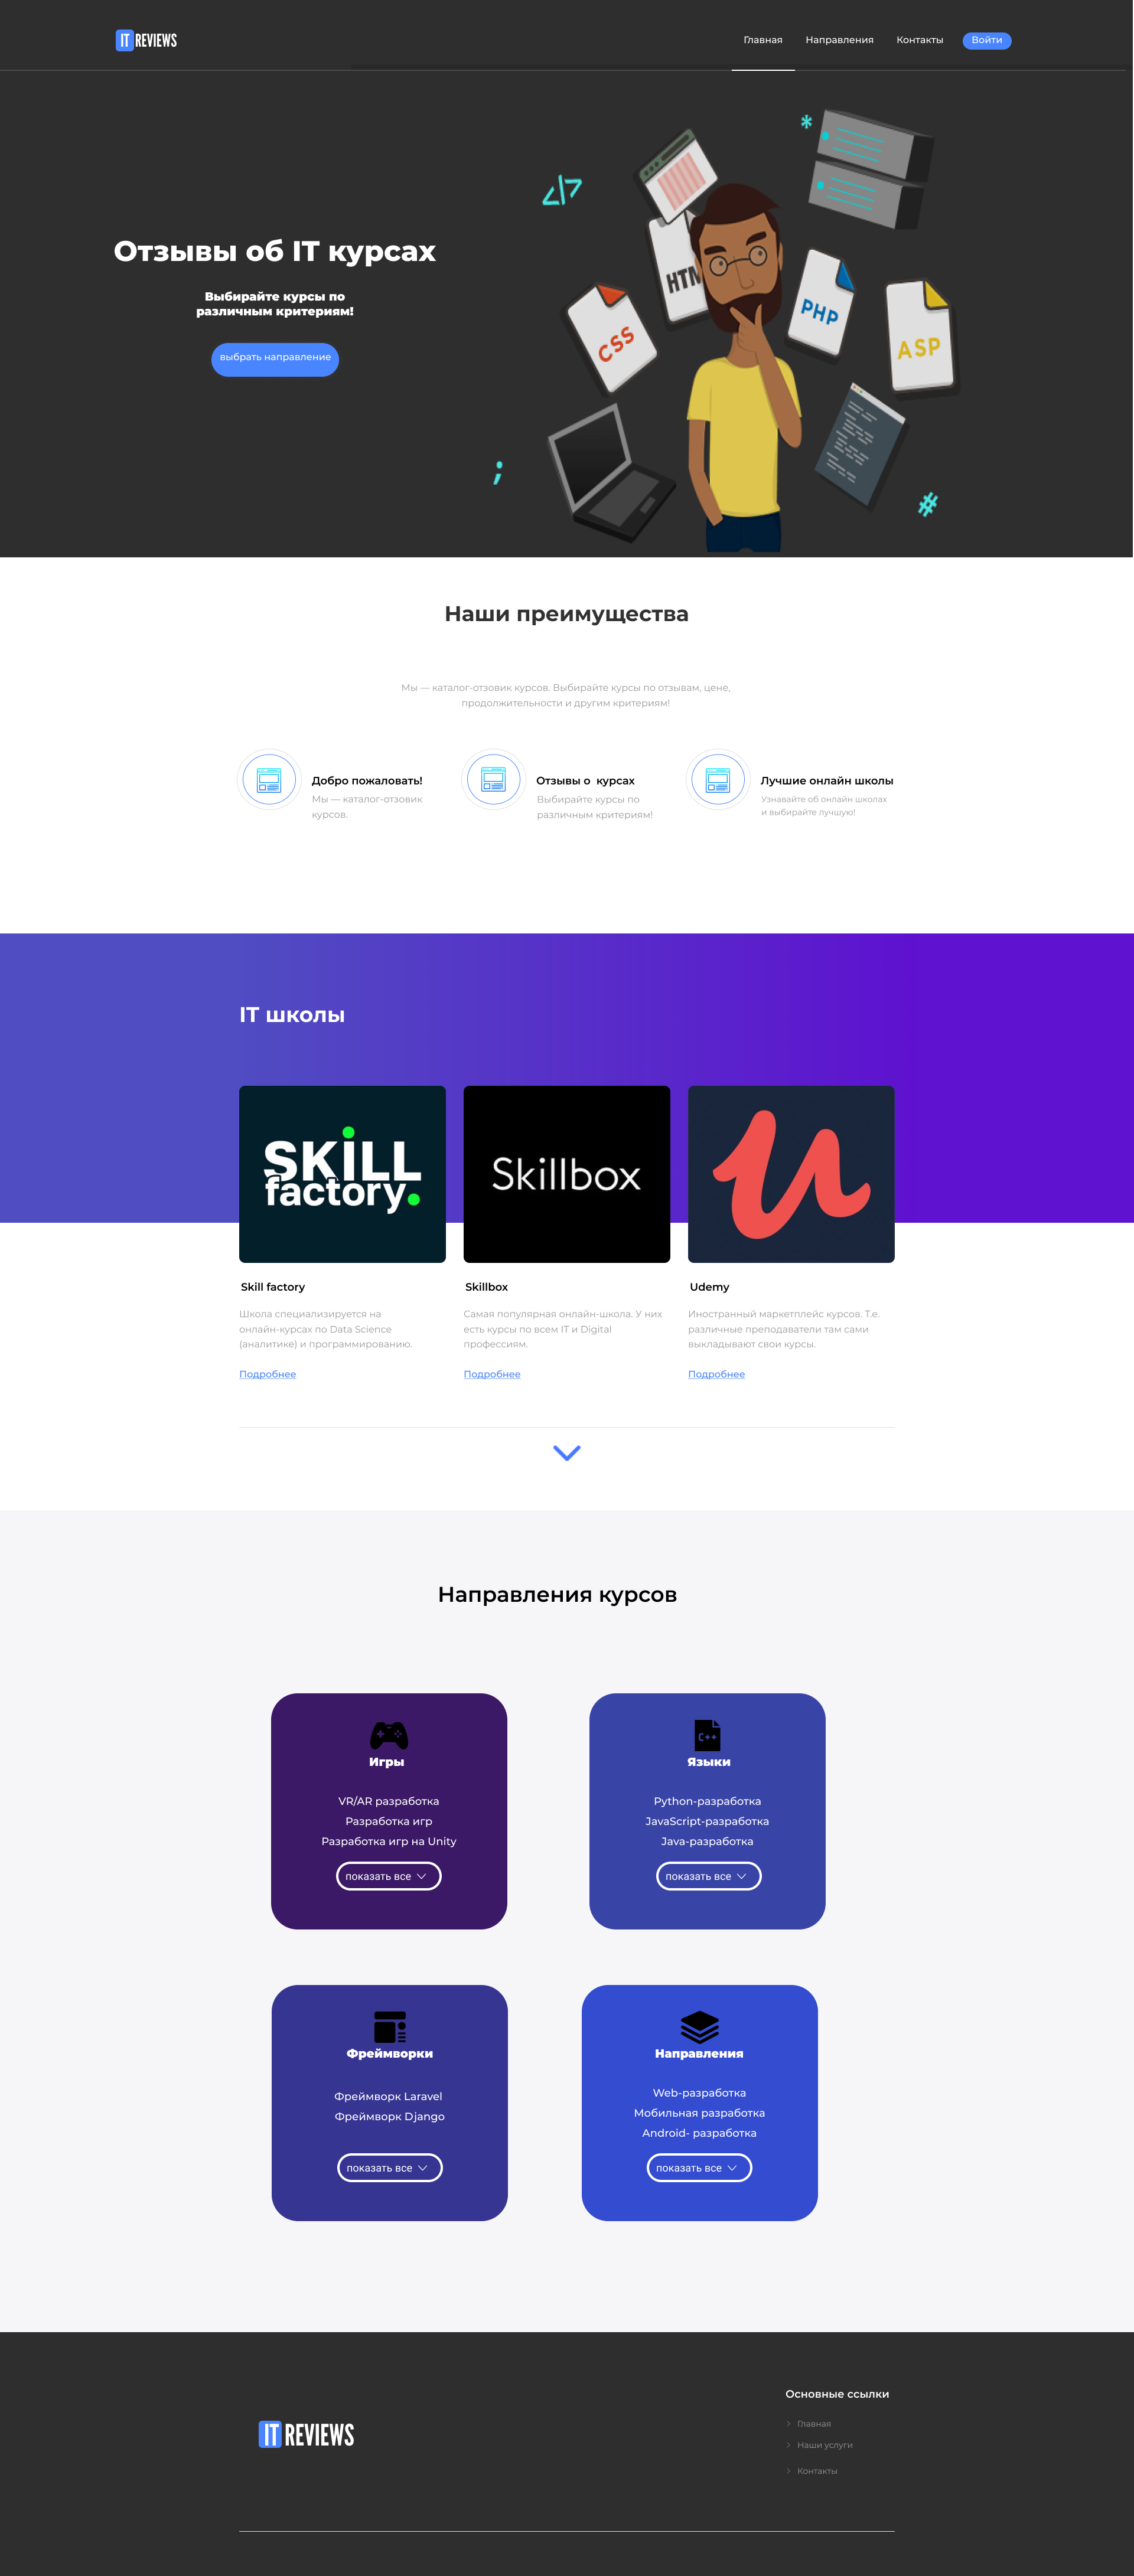 IT REVIEWS
Главная
Направления
Контакты
Войти
Отзывы об IT курсах
Выбирайте курсы по
различным критериям!
выбрать направление
*
</>
HTM
CSS
PHP
ASP
;
#
Наши преимущества
Мы — каталог-отзовик курсов. Выбирайте курсы по отзывам, цене,
продолжительности и другим критериям!
Добро пожаловать!
Мы — каталог-отзовик
курсов.
Отзывы о  курсах
Выбирайте курсы по
различным критериям!
Лучшие онлайн школы
Узнавайте об онлайн школах
и выбирайте лучшую!
IT школы
SKILL
factory.
Skillbox
u
Skill factory
Школа специализируется на
онлайн-курсах по Data Science
(аналитике) и программированию.
Подробнее
Skillbox
Самая популярная онлайн-школа. У них
есть курсы по всем IT и Digital
профессиям.
Подробнее
Udemy
Иностранный маркетплейс курсов. Т.е.
различные преподаватели там сами
выкладывают свои курсы.
Подробнее
Направления курсов
Игры
VR/AR разработка
Разработка игр
Разработка игр на Unity
показать все
C++
Языки
Python-разработка
JavaScript-разработка
Java-разработка
показать все
Фреймворки
Фреймворк Laravel
Фреймворк Django
показать все
Направления
Web-разработка
Мобильная разработка
Android- разработка
показать все
IT REVIEWS
Основные ссылки
Главная
Наши услуги
Контакты